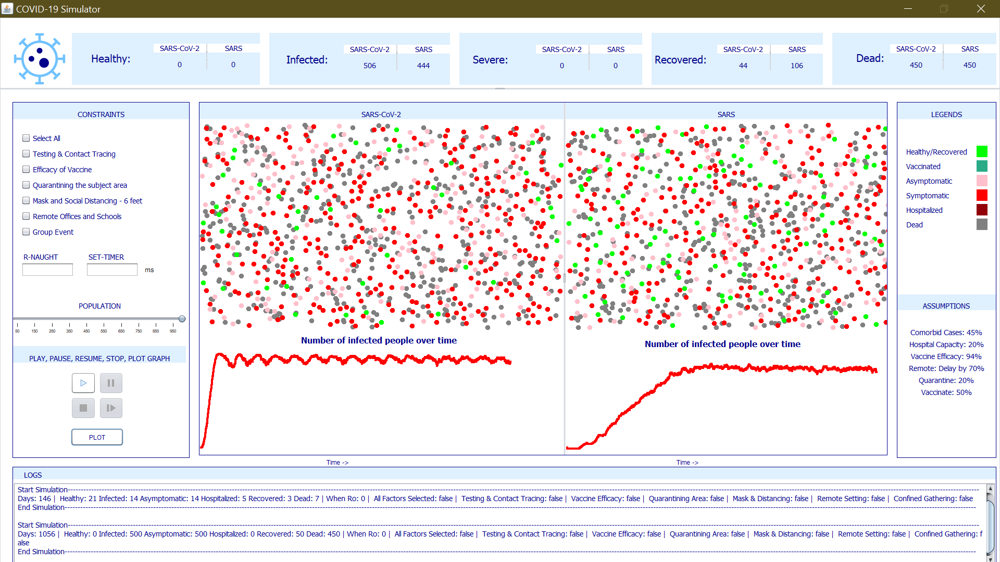 COVID-19 Simulator
Healthy: SARS-CoV-2 SARS
0 0
Infected: SARS-CoV-2 SARS
506 444
Severe: SARS-CoV-2 SARS
0 0
Recovered: SARS-CoV-2 SARS
44 106
Dead: SARS-CoV-2 SARS
450 450
CONSTRAINTS
Select All
Testing & Contact Tracing
Efficacy of Vaccine
Quarantining the subject area
Mask and Social Distancing - 6 feet
Remote Offices and Schools
Group Event
R-NAUGHT SET-TIMER
ms
POPULATION
50 150 250 350 450 550 650 750 850 950
PLAY, PAUSE, RESUME, STOP, PLOT GRAPH
PLOT
SARS-CoV-2
Number of infected people over time
Time ->
SARS
Number of infected people over time
Time ->
LEGENDS
Healthy/Recovered
Vaccinated
Asymptomatic
Symptomatic
Hospitalized
Dead
ASSUMPTIONS
Comorbid Cases: 45%
Hospital Capacity: 20%
Vaccine Efficacy: 94%
Remote: Delay by 70%
Quarantine: 20%
Vaccinate: 50%
LOGS
Start Simulation----------
Days: 146 | Healthy: 21 Infected: 14 Asymptomatic: 14 Hospitalized: 5 Recovered: 3 Dead: 7 | When Ro: 0 | All Factors Selected: false | Testing & Contact Tracing: false | Vaccine Efficacy: false | Quarantining Area: false | Mask & Distancing: false | Remote Setting: false | Confined Gathering: false
End Simulation----------
Start Simulation----------
Days: 1056 | Healthy: 0 Infected: 500 Asymptomatic: 500 Hospitalized: 0 Recovered: 50 Dead: 450 | When Ro: 0 | All Factors Selected: false | Testing & Contact Tracing: false | Vaccine Efficacy: false | Quarantining Area: false | Mask & Distancing: false | Remote Setting: false | Confined Gathering: f
alse
End Simulation----------